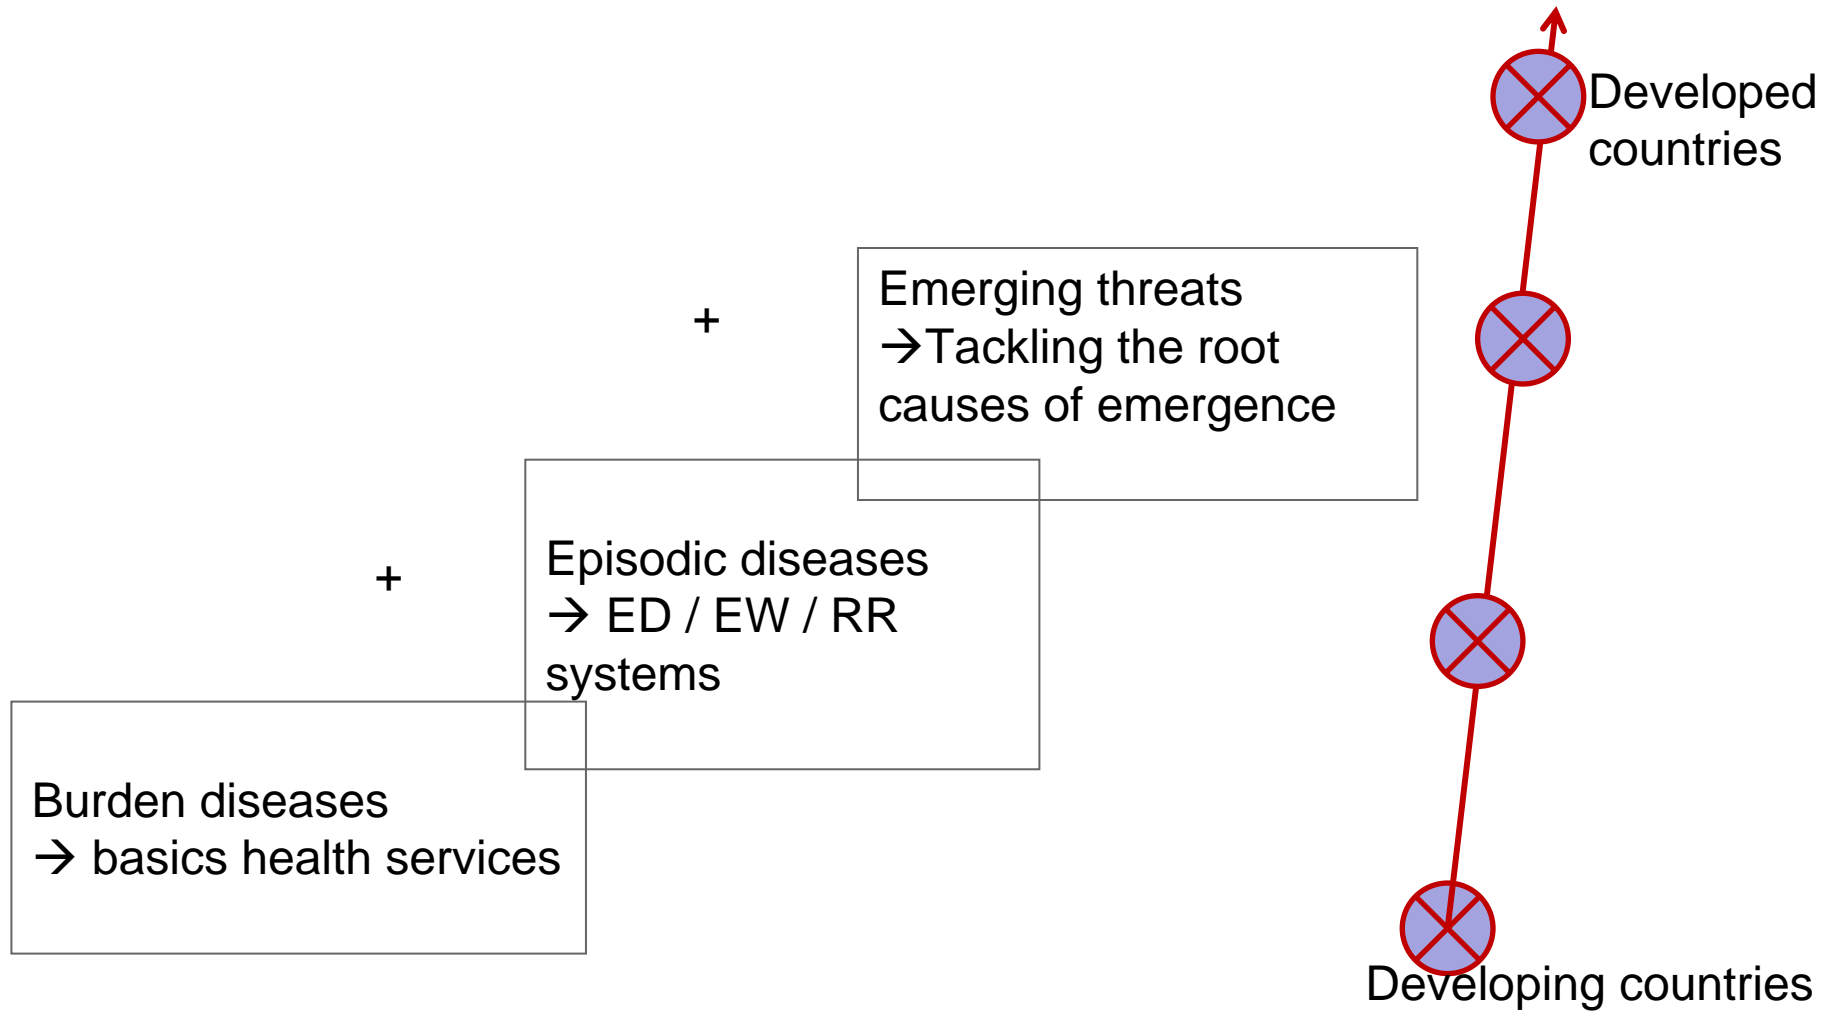 Developed
countries
+
Emerging threats
→Tackling the root
causes of emergence
+
Episodic diseases
→ ED / EW / RR
systems
Burden diseases
→ basics health services
Developing countries